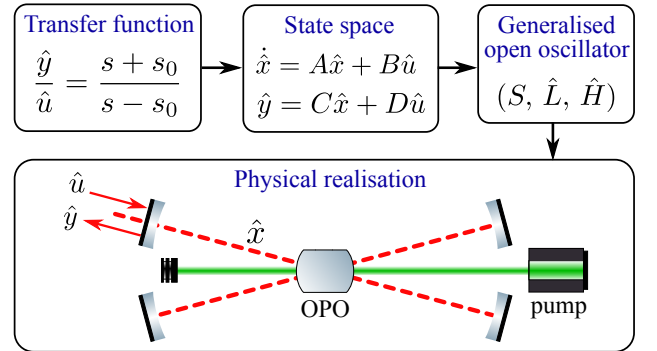 Transfer function
ŷ/û = (s + s₀)/(s − s₀)
State space
ẋ̂ = Ax̂ + Bû
ŷ = Cx̂ + Dû
Generalised
open oscillator
(S, L̂, Ĥ)
Physical realisation
û
ŷ
x̂
OPO
pump